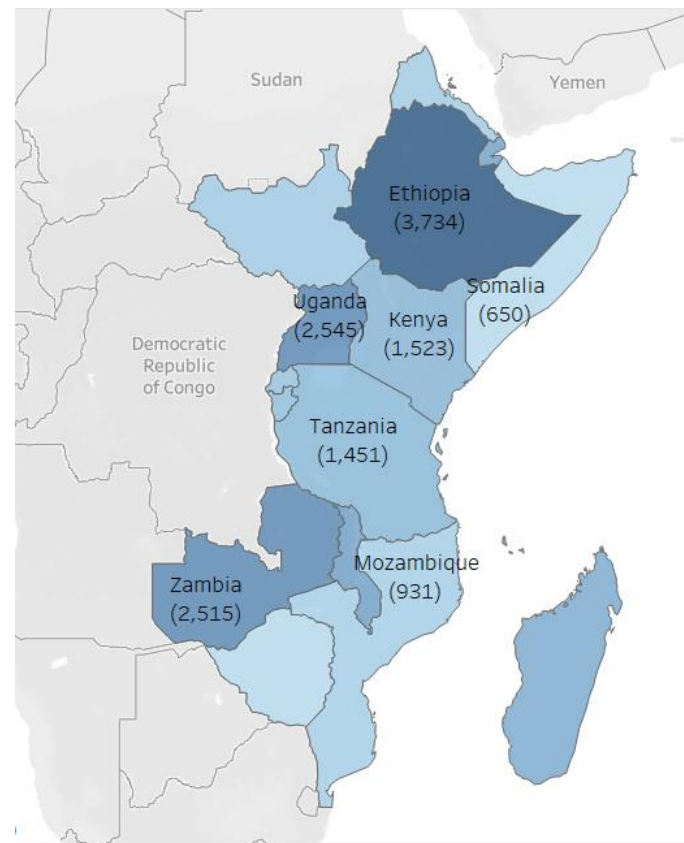 Sudan
Yemen
Ethiopia
(3,734)
Somalia
(650)
Uganda
(2,545)
Kenya
(1,523)
Democratic
Republic
of Congo
Tanzania
(1,451)
Mozambique
(931)
Zambia
(2,515)